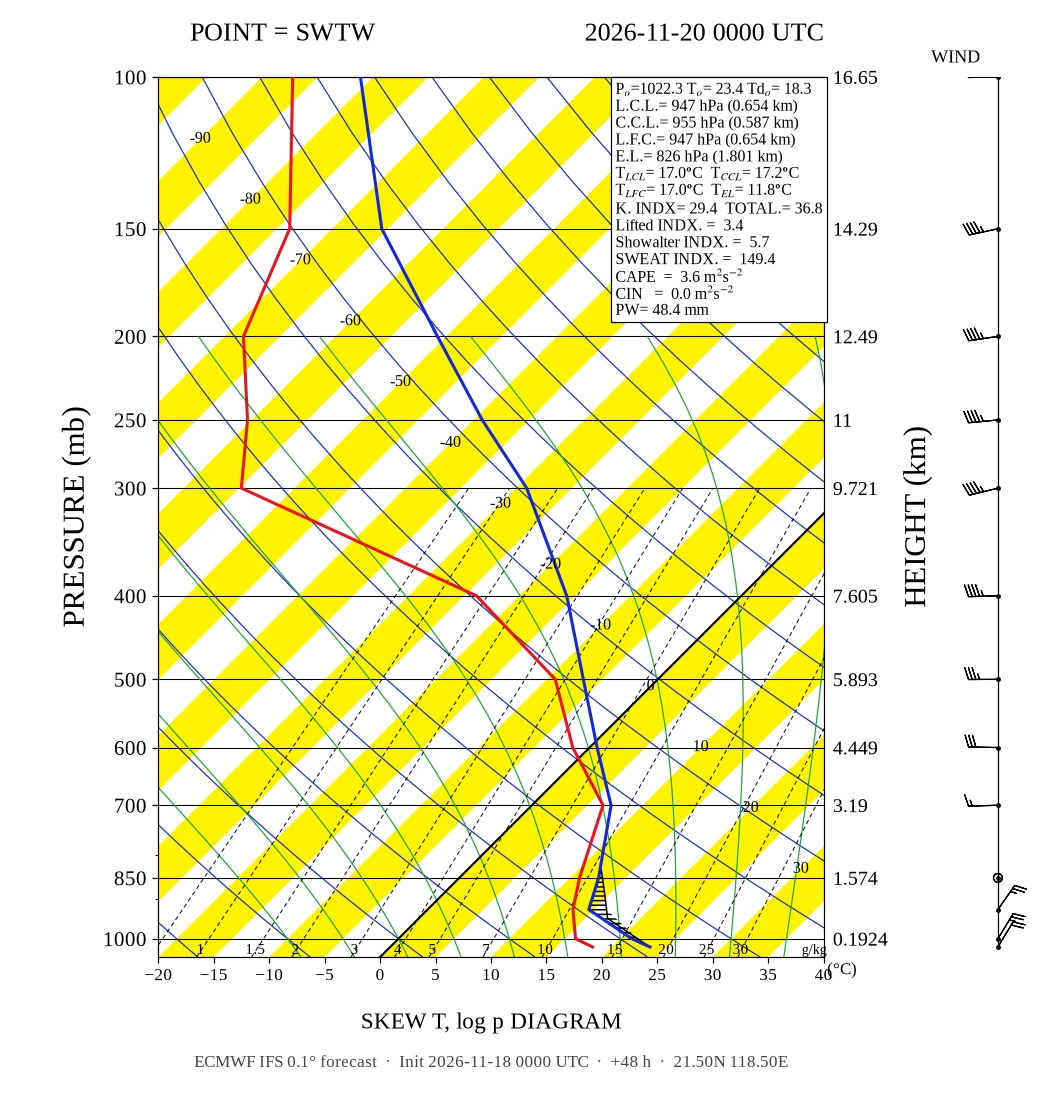 POINT = SWTW
2026-11-20 0000 UTC
WIND
100
16.65
Pₒ=1022.3 Tₒ= 23.4 Tdₒ= 18.3
L.C.L.= 947 hPa (0.654 km)
C.C.L.= 955 hPa (0.587 km)
L.F.C.= 947 hPa (0.654 km)
E.L.= 826 hPa (1.801 km)
T_LCL= 17.0°C T_CCL= 17.2°C
T_LFC= 17.0°C T_EL= 11.8°C
K. INDX= 29.4 TOTAL.= 36.8
Lifted INDX. = 3.4
Showalter INDX. = 5.7
SWEAT INDX. = 149.4
CAPE = 3.6 m²s⁻²
CIN = 0.0 m²s⁻²
PW= 48.4 mm
-90
-80
150
14.29
-70
-60
200
12.49
-50
250
11
-40
300
9.721
-30
PRESSURE (mb)
HEIGHT (km)
-20
400
7.605
-10
500
5.893
0
600
4.449
10
700
3.19
20
30
850
1.574
1000
0.1924
1 1.5 2 3 4 5 7 10 15 20 25 30 g/kg
−20 −15 −10 −5 0 5 10 15 20 25 30 35 40 (°C)
SKEW T, log p DIAGRAM
ECMWF IFS 0.1° forecast · Init 2026-11-18 0000 UTC · +48 h · 21.50N 118.50E